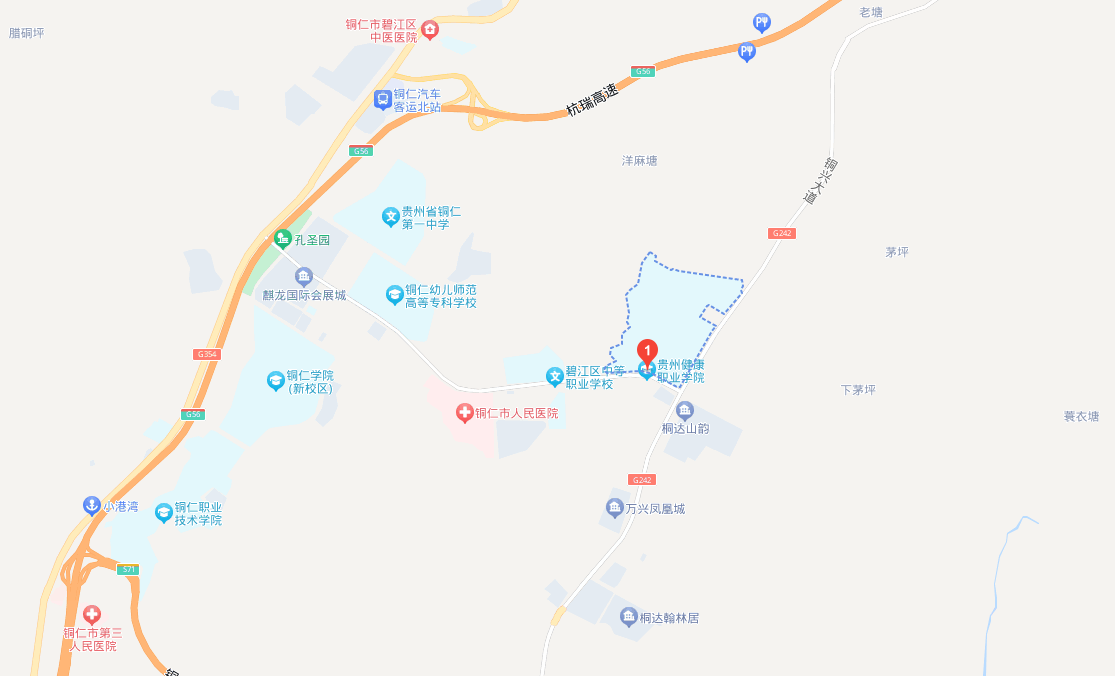 老塘
铜仁市碧江区
中医医院
腊硐坪
G56
铜仁汽车
客运北站
杭瑞高速
G56
洋麻塘
铜兴大道
贵州省铜仁
第一中学
G242
孔圣园
茅坪
麒龙国际会展城
铜仁幼儿师范
高等专科学校
G354
1
碧江区中等
职业学校
贵州健康
职业学院
铜仁学院
(新校区)
下茅坪
G56
铜仁市人民医院
蓑衣塘
桐达山韵
G242
小港湾
铜仁职业
技术学院
万兴凤凰城
S71
铜仁市第三
人民医院
桐达翰林居